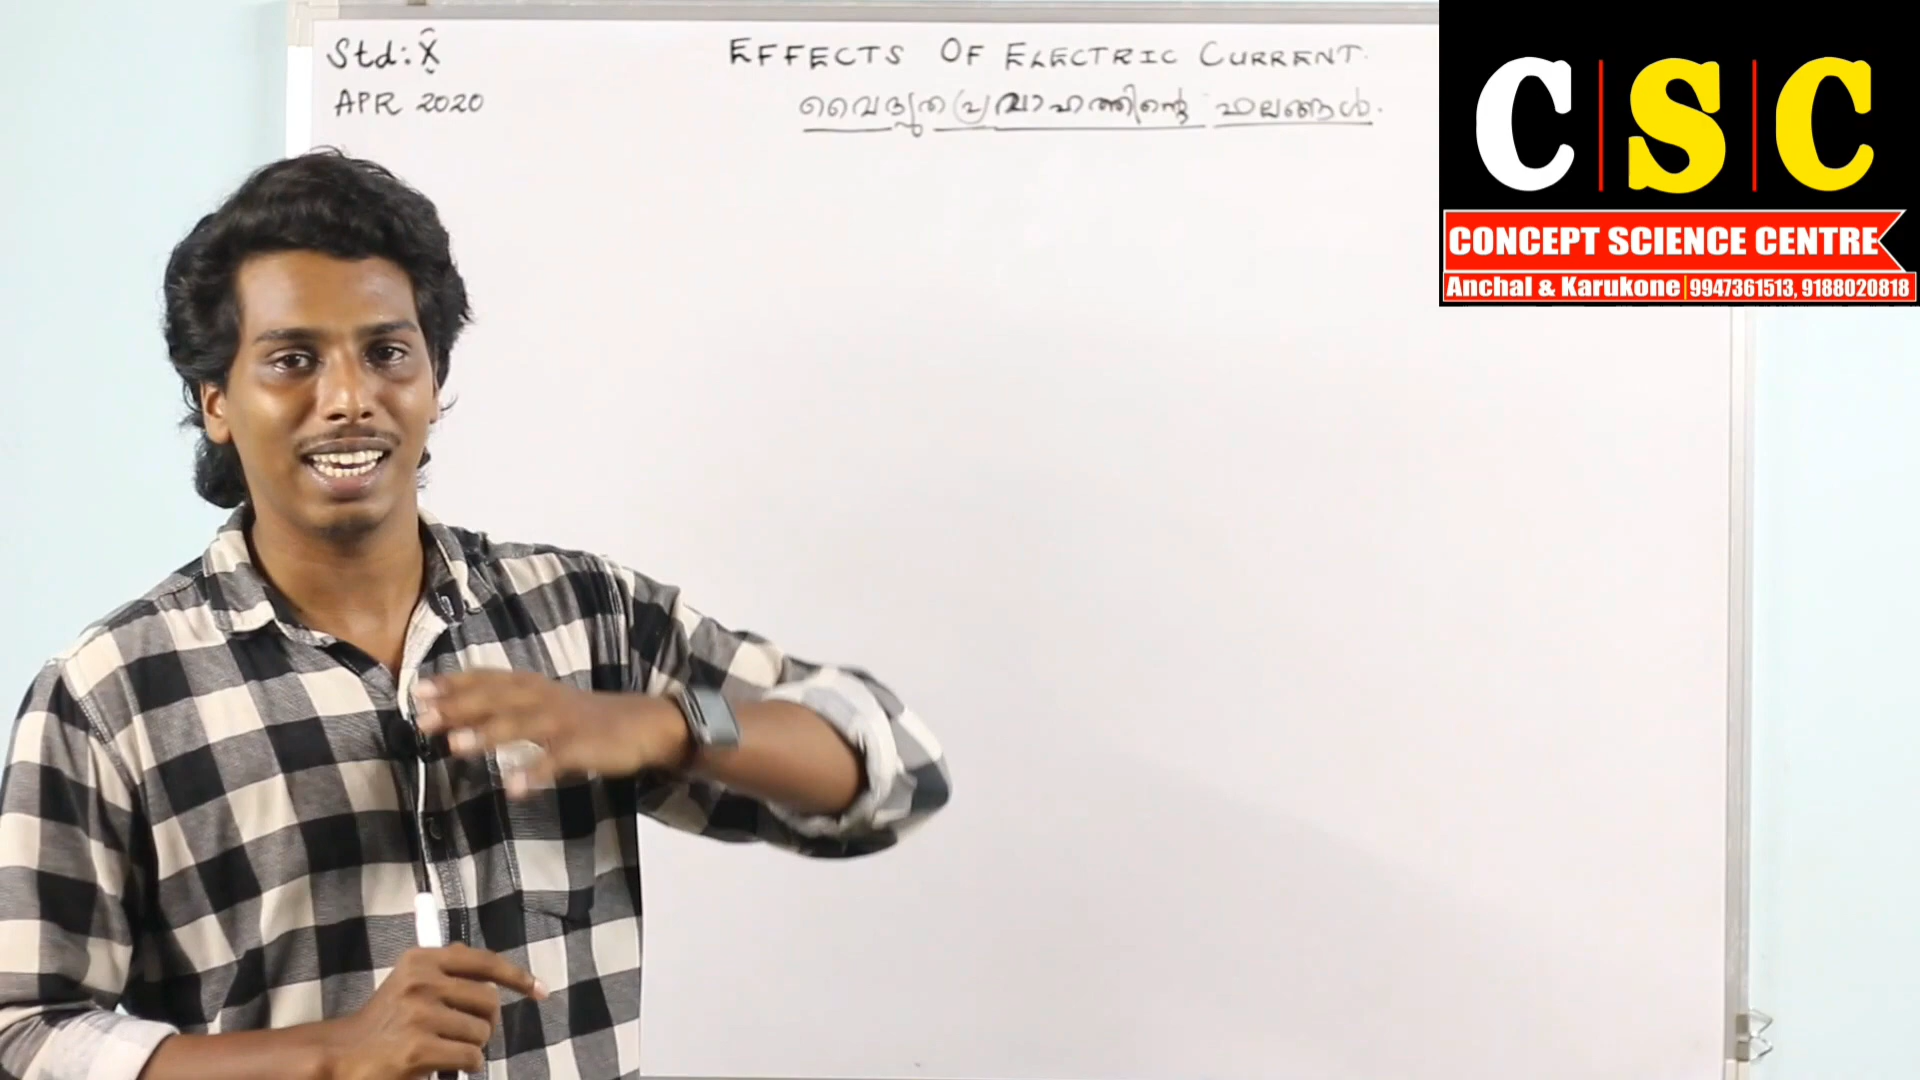 Std: X
EFFECTS OF ELECTRIC CURRENT.
APR 2020
വൈദ്യുതപ്രവാഹത്തിന്റെ ഫലങ്ങൾ.
C|S|C
CONCEPT SCIENCE CENTRE
Anchal & Karukone|9947361513, 9188020818